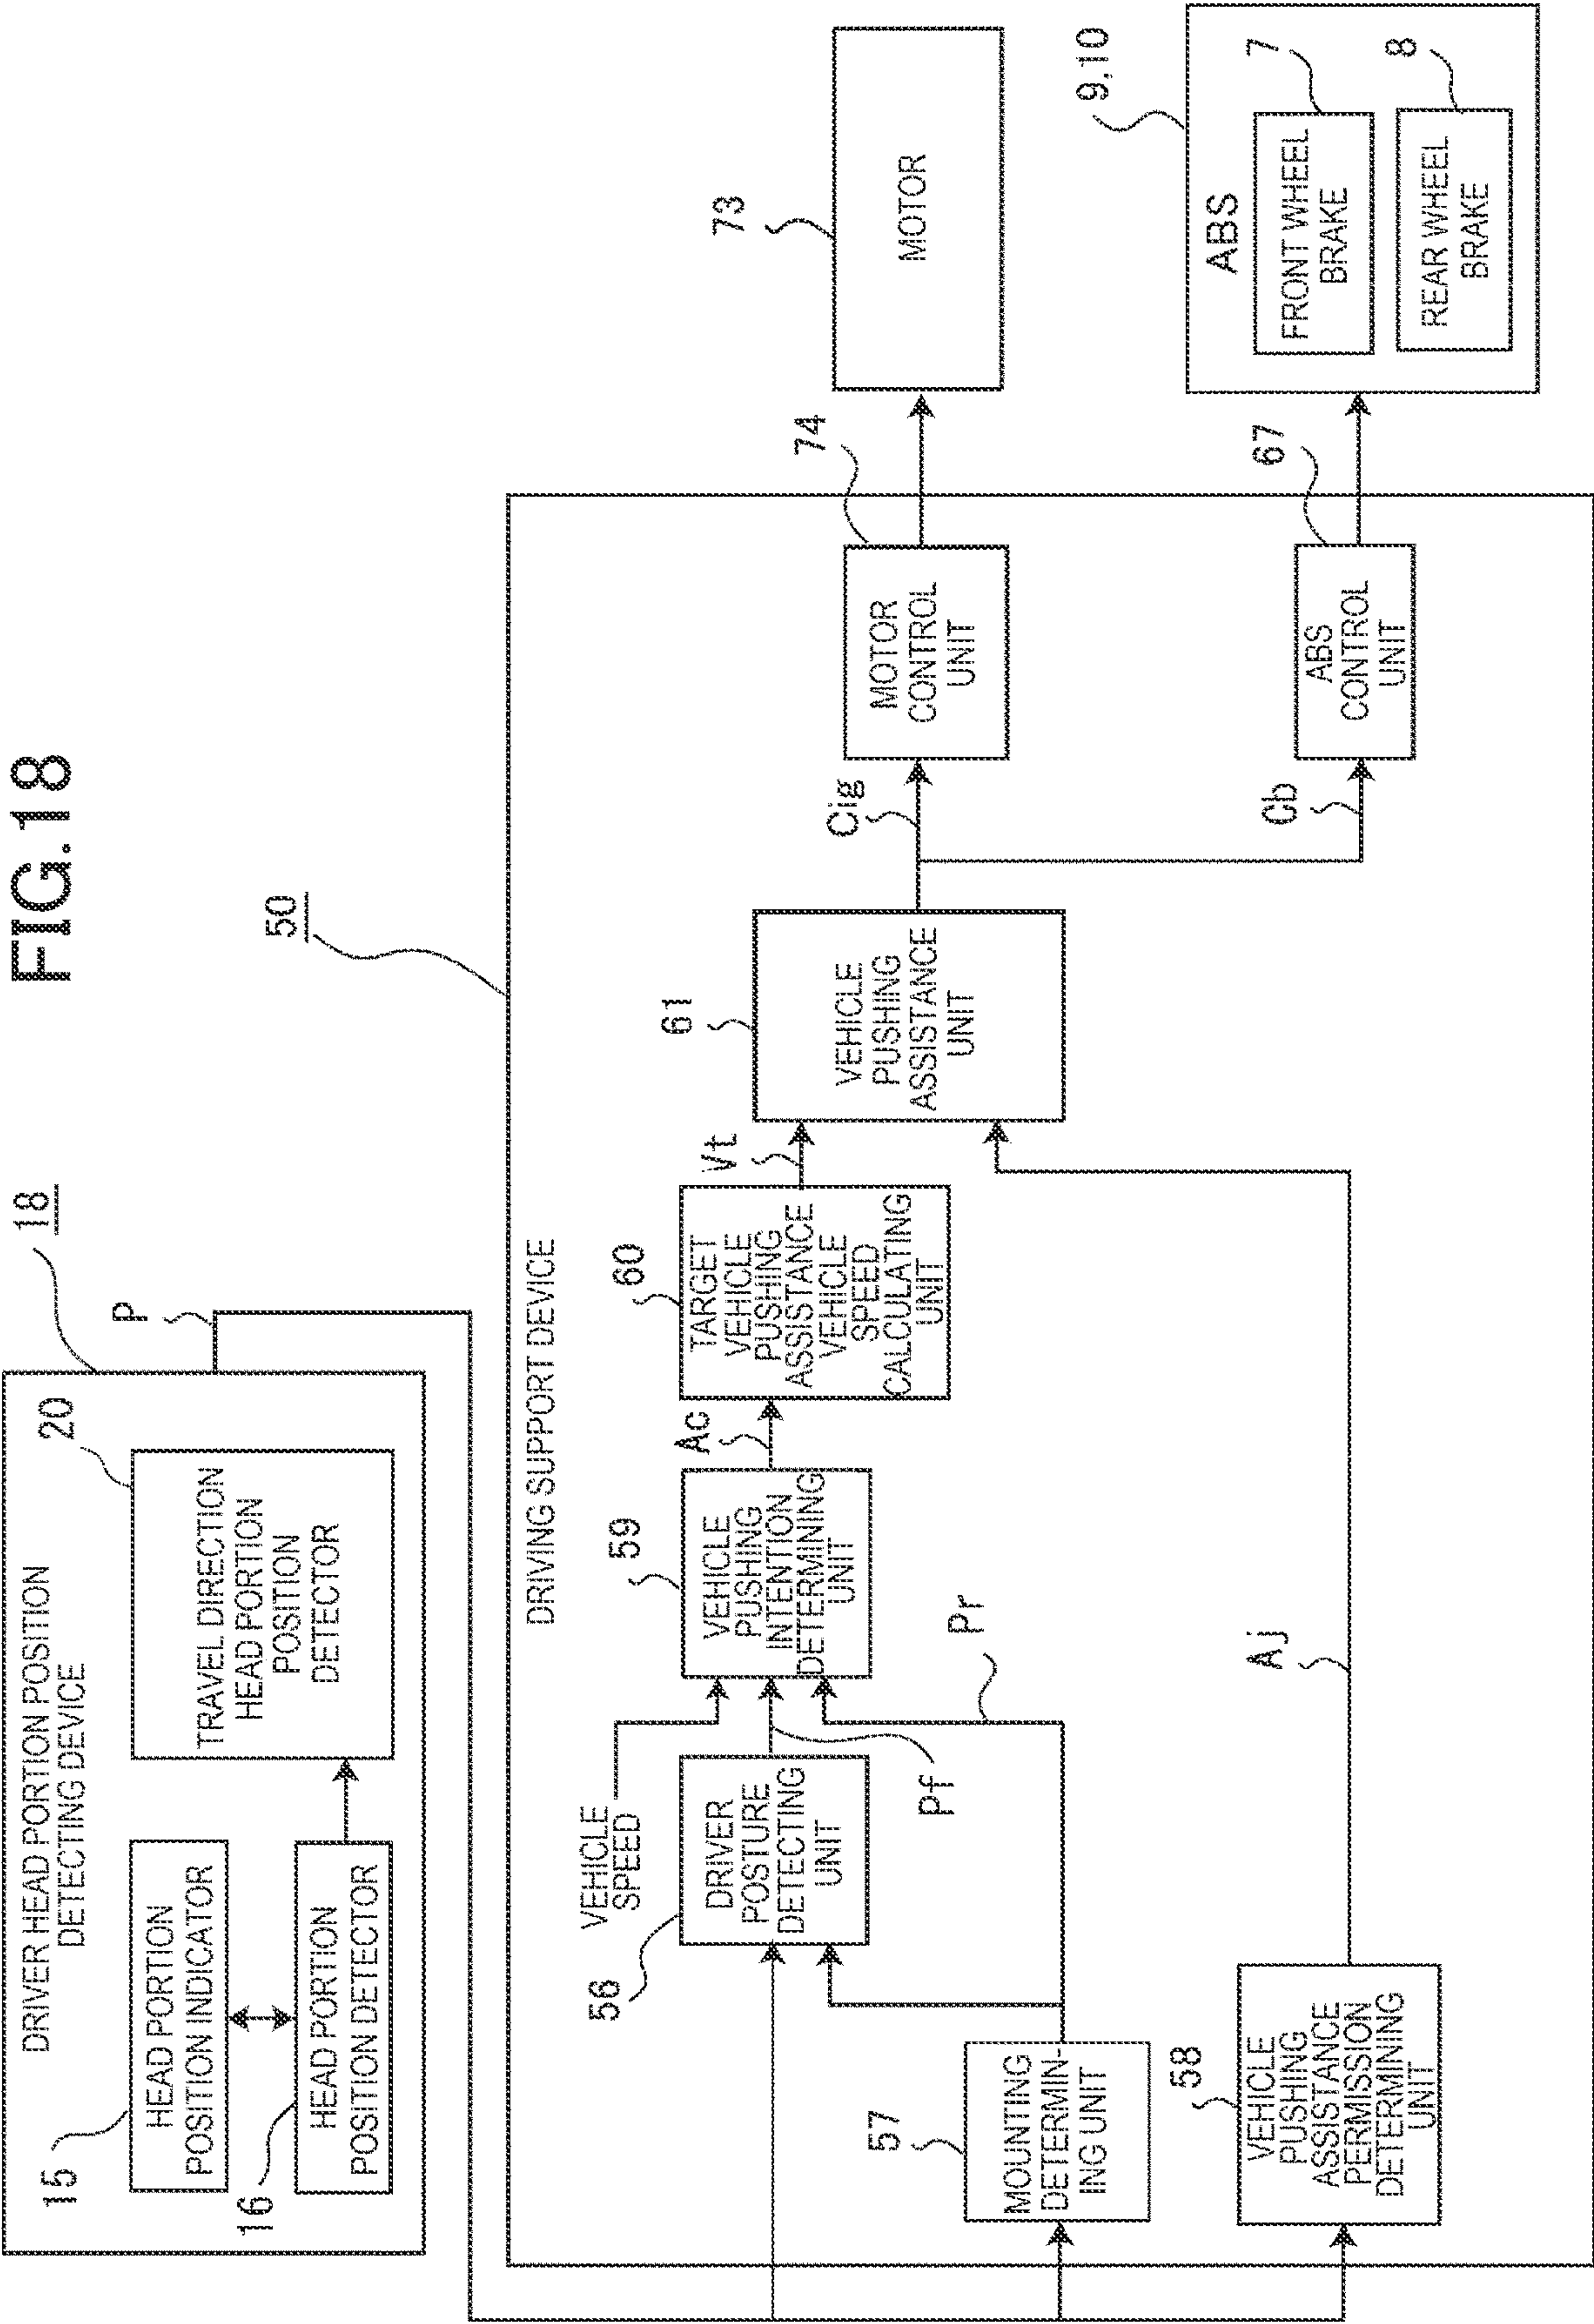 FIG.18
DRIVER HEAD PORTION POSITION
DETECTING DEVICE
18
15
HEAD PORTION
POSITION INDICATOR
16
HEAD PORTION
POSITION DETECTOR
20
TRAVEL DIRECTION
HEAD PORTION
POSITION
DETECTOR
P
50
DRIVING SUPPORT DEVICE
VEHICLE
SPEED
56
DRIVER
POSTURE
DETECTING
UNIT
Pf
57
MOUNTING
DETERMIN-
ING UNIT
Pr
58
VEHICLE
PUSHING
ASSISTANCE
PERMISSION
DETERMINING
UNIT
Aj
59
VEHICLE
PUSHING
INTENTION
DETERMINING
UNIT
Ac
60
TARGET
VEHICLE
PUSHING
ASSISTANCE
VEHICLE
SPEED
CALCULATING
UNIT
Vt
61
VEHICLE
PUSHING
ASSISTANCE
UNIT
Cig
Cb
74
MOTOR
CONTROL
UNIT
67
ABS
CONTROL
UNIT
73
MOTOR
9,10
ABS
7
FRONT WHEEL
BRAKE
8
REAR WHEEL
BRAKE